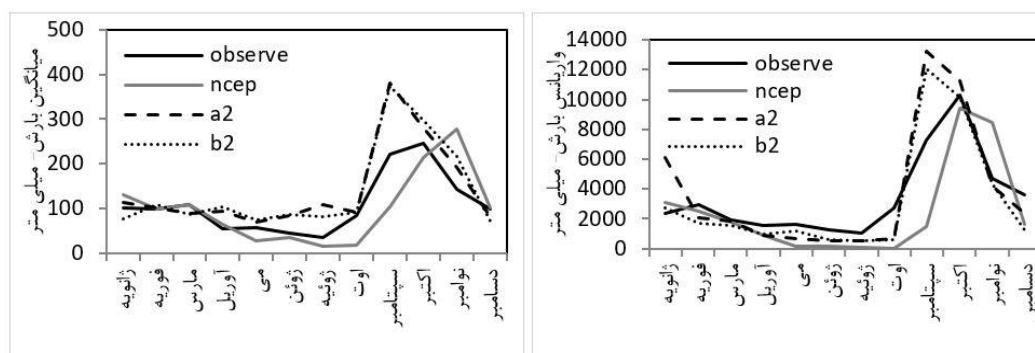 میانگین بارش- میلی متر
500
400
300
200
100
0
observe
ncep
a2
b2
ژانویه
فوریه
مارس
آوریل
می
ژوئن
ژوئیه
اوت
سپتامبر
اکتبر
نوامبر
دسامبر
واریانس بارش- میلی متر
14000
12000
10000
8000
6000
4000
2000
0
observe
ncep
a2
b2
ژانویه
فوریه
مارس
آوریل
می
ژوئن
ژوئیه
اوت
سپتامبر
اکتبر
نوامبر
دسامبر